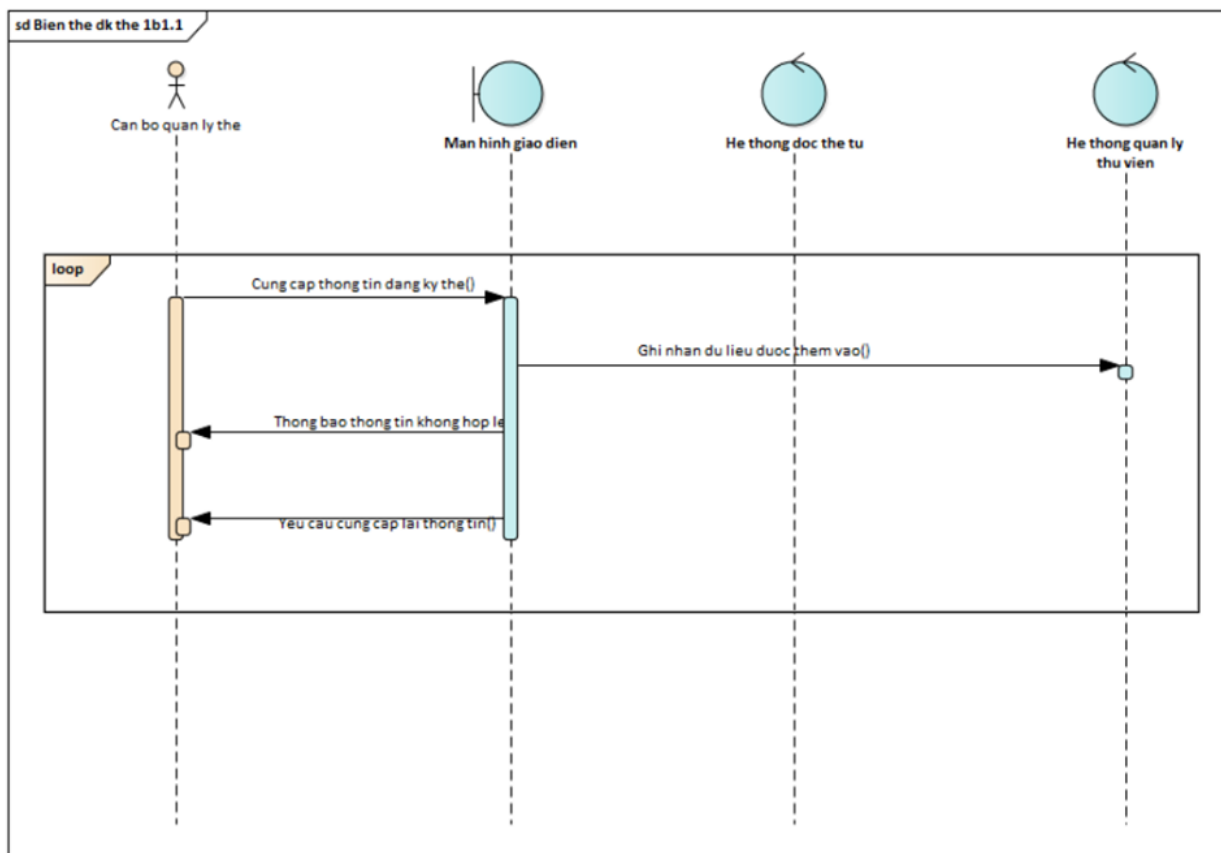 sd Bien the dk the 1b1.1
Can bo quan ly the
Man hinh giao dien
He thong doc the tu
He thong quan ly
thu vien
loop
Cung cap thong tin dang ky the()
Ghi nhan du lieu duoc them vao()
Thong bao thong tin khong hop le
Yeu cau cung cap lai thong tin()